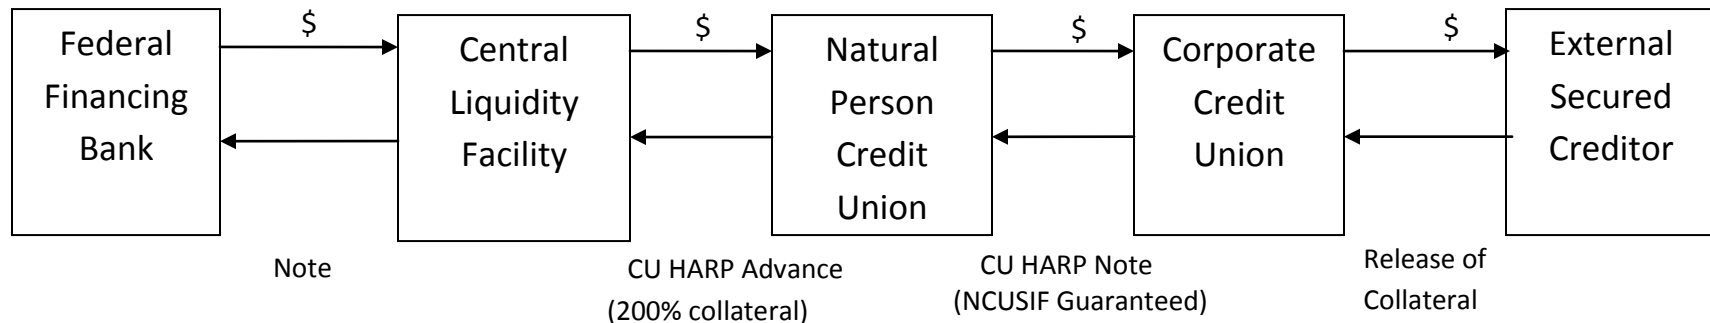 $
$
$
$
Federal
Financing
Bank
Central
Liquidity
Facility
Natural
Person
Credit
Union
Corporate
Credit
Union
External
Secured
Creditor
Note
CU HARP Advance
(200% collateral)
CU HARP Note
(NCUSIF Guaranteed)
Release of
Collateral